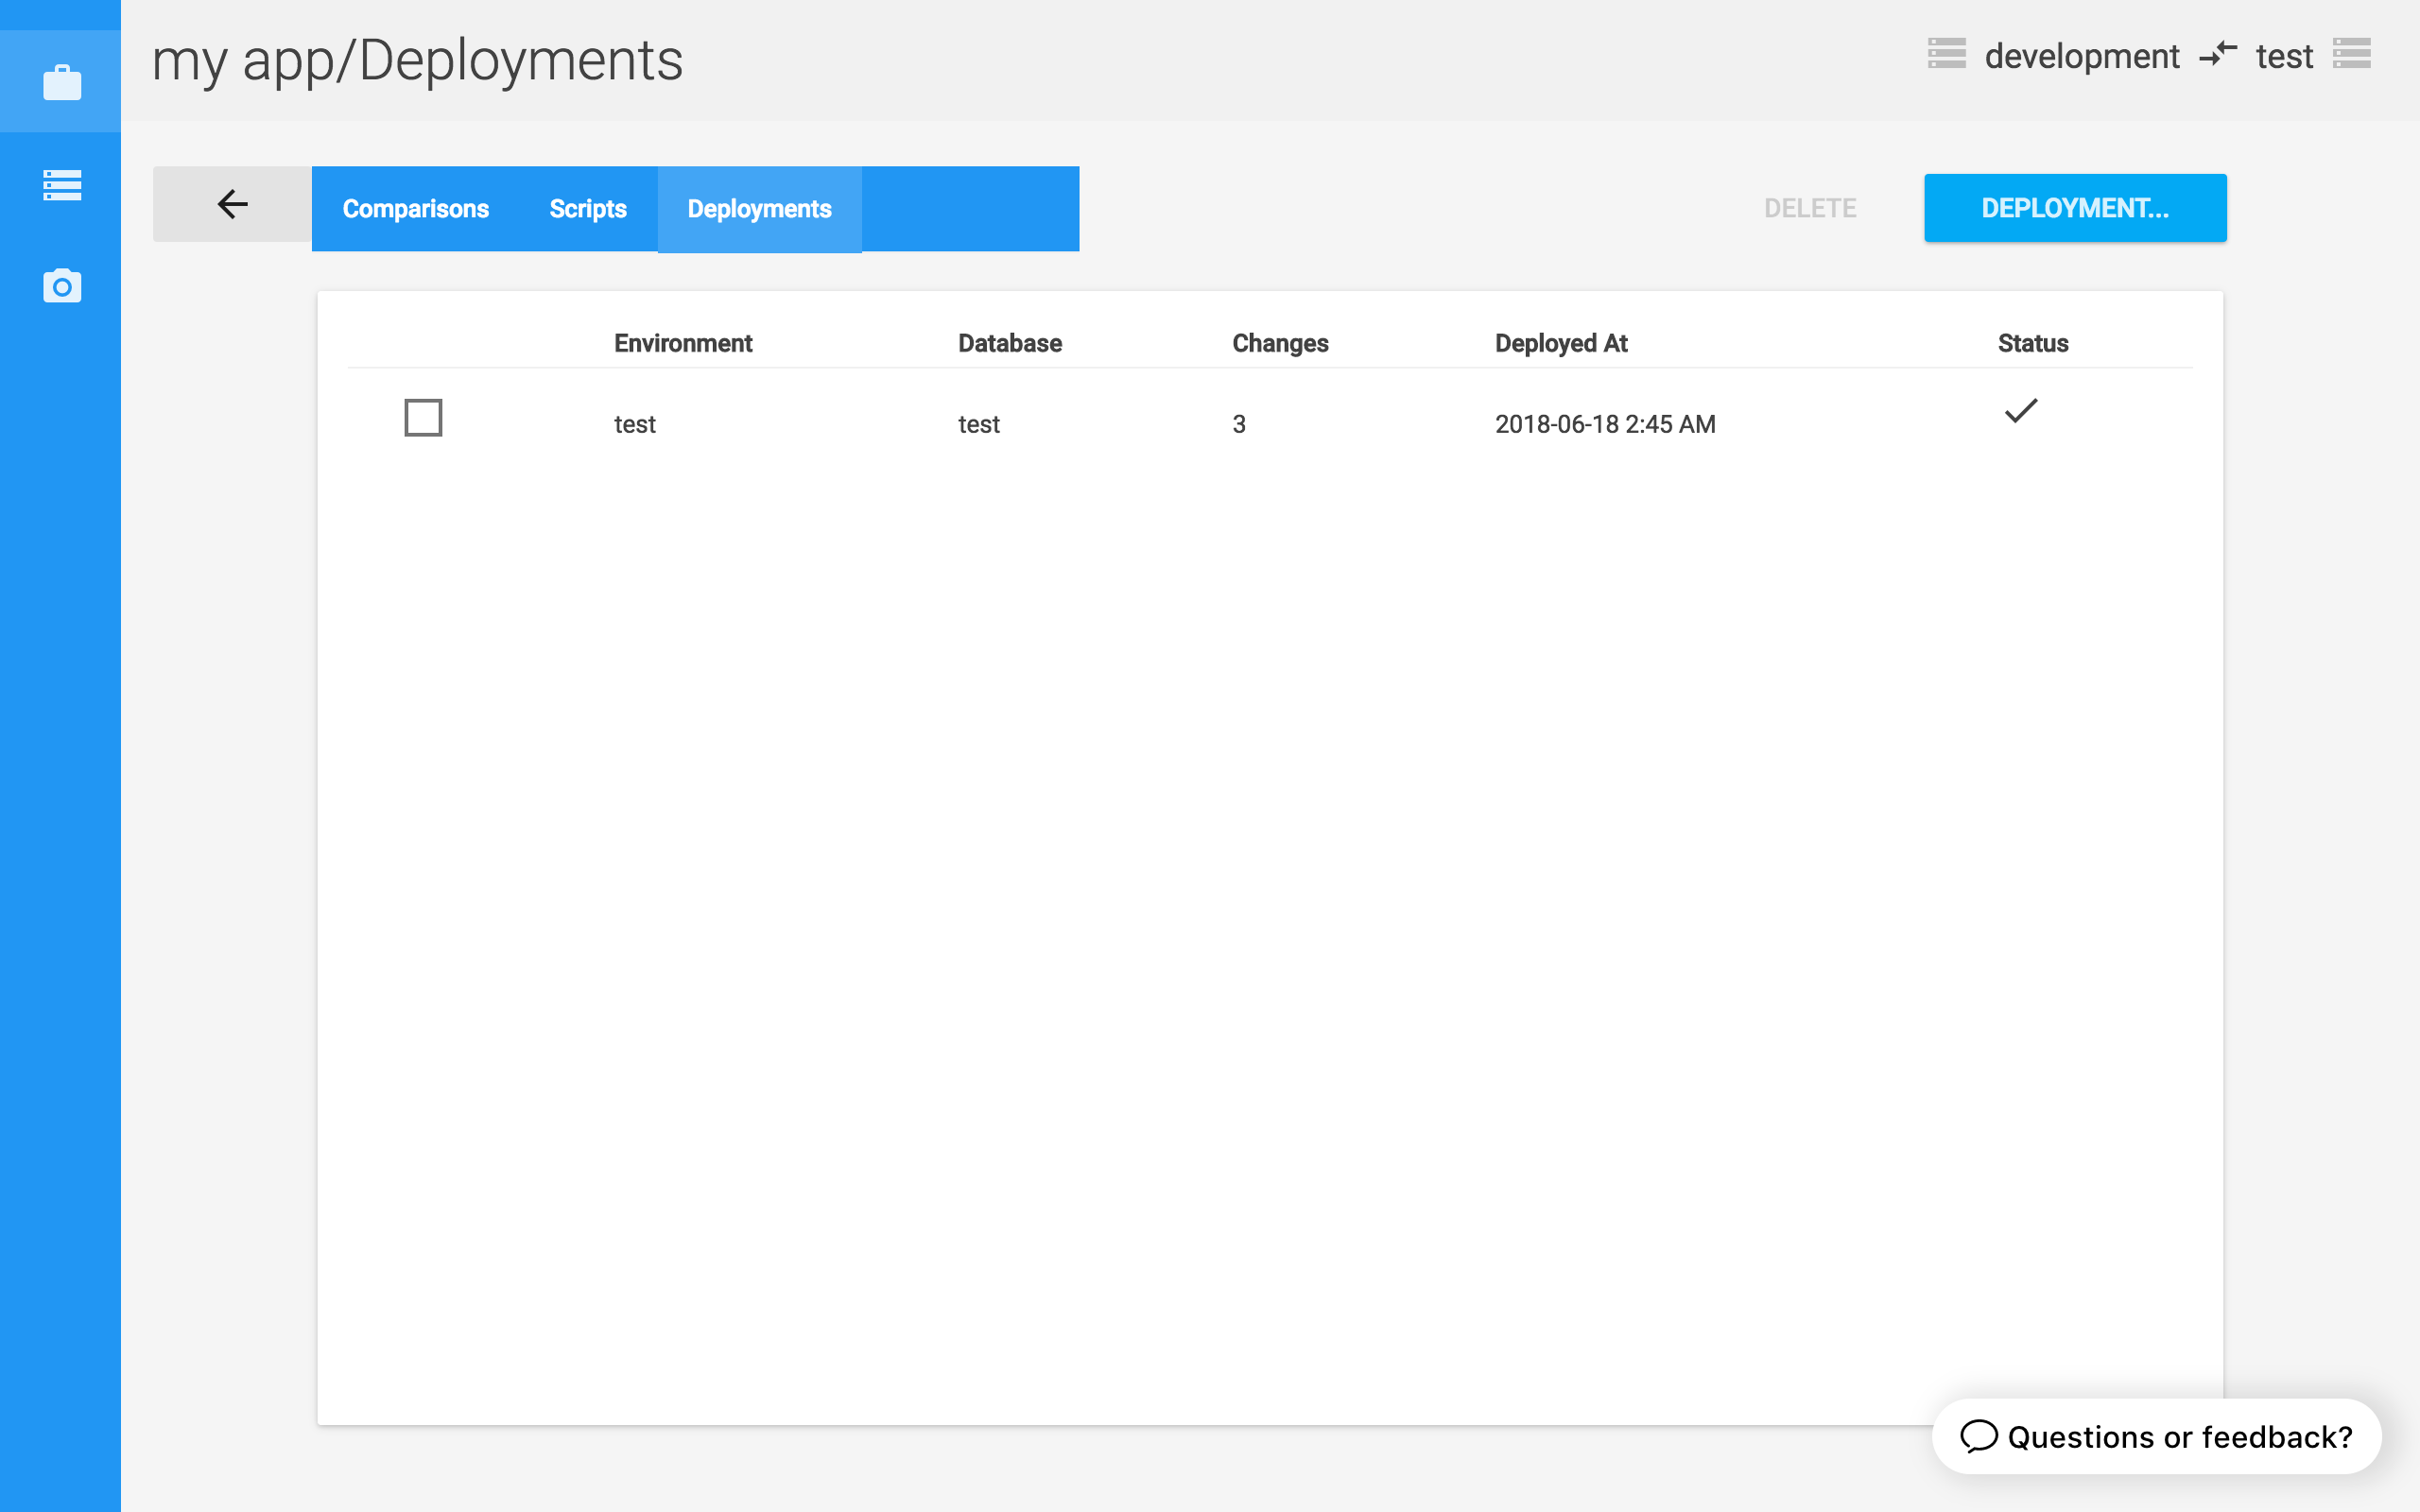 my app/Deployments
development test
Comparisons Scripts Deployments
DELETE DEPLOYMENT...
Environment Database Changes Deployed At Status
test test 3 2018-06-18 2:45 AM
Questions or feedback?